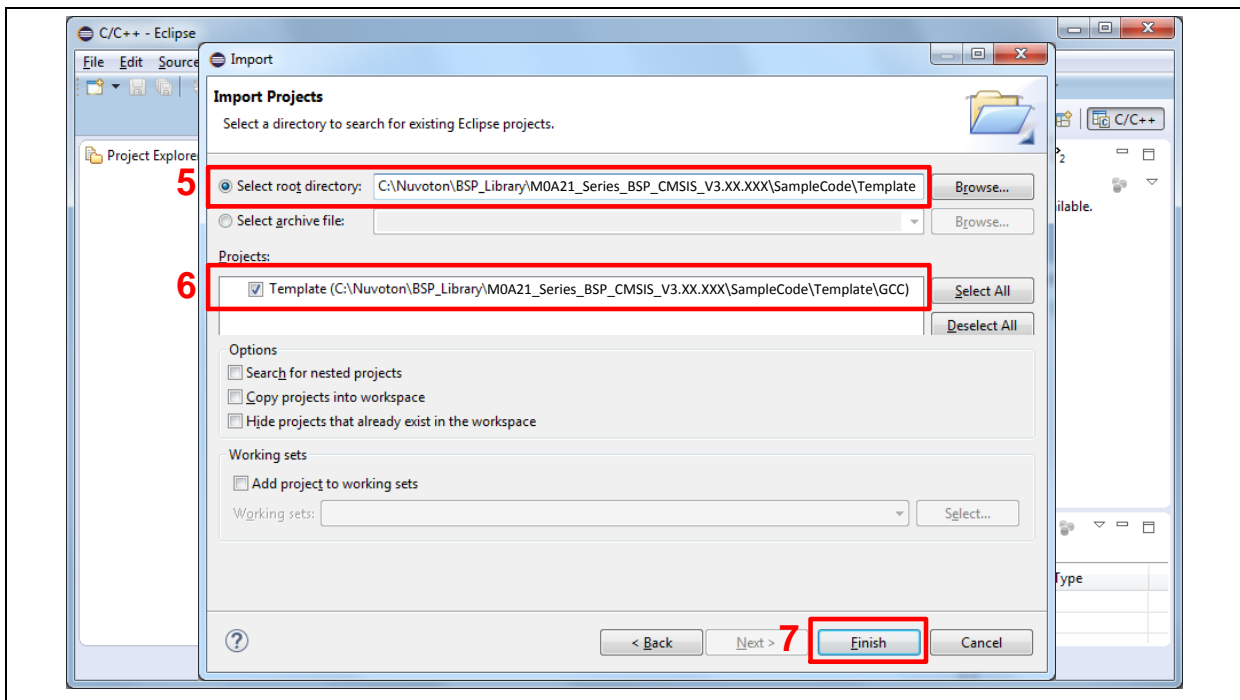 C/C++ - Eclipse
File Edit Source
Import
Import Projects
Select a directory to search for existing Eclipse projects.
C/C++
Project Explorer
5 Select root directory: C:\Nuvoton\BSP_Library\M0A21_Series_BSP_CMSIS_V3.XX.XXX\SampleCode\Template Browse...
ilable.
Select archive file: Browse...
Projects:
6 Template (C:\Nuvoton\BSP_Library\M0A21_Series_BSP_CMSIS_V3.XX.XXX\SampleCode\Template\GCC) Select All
Deselect All
Options
Search for nested projects
Copy projects into workspace
Hide projects that already exist in the workspace
Working sets
Add project to working sets
Working sets: Select...
Type
? < Back Next > 7 Finish Cancel